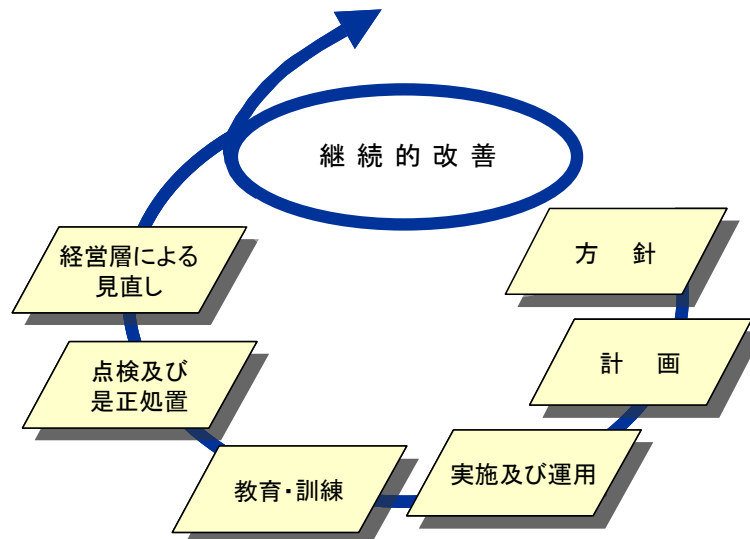 継続的改善
方　針
計　画
実施及び運用
教育・訓練
点検及び
是正処置
経営層による
見直し